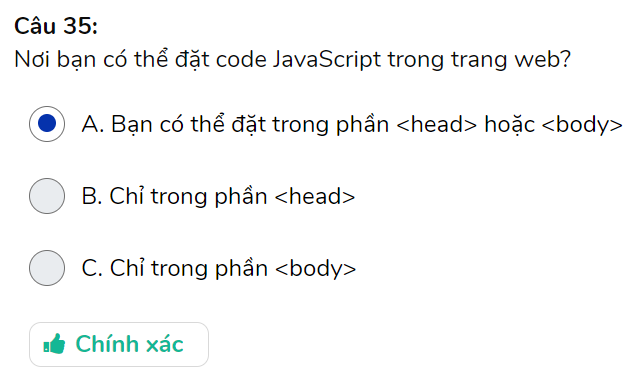 Câu 35:
Nơi bạn có thể đặt code JavaScript trong trang web?
A. Bạn có thể đặt trong phần <head> hoặc <body>
B. Chỉ trong phần <head>
C. Chỉ trong phần <body>
Chính xác